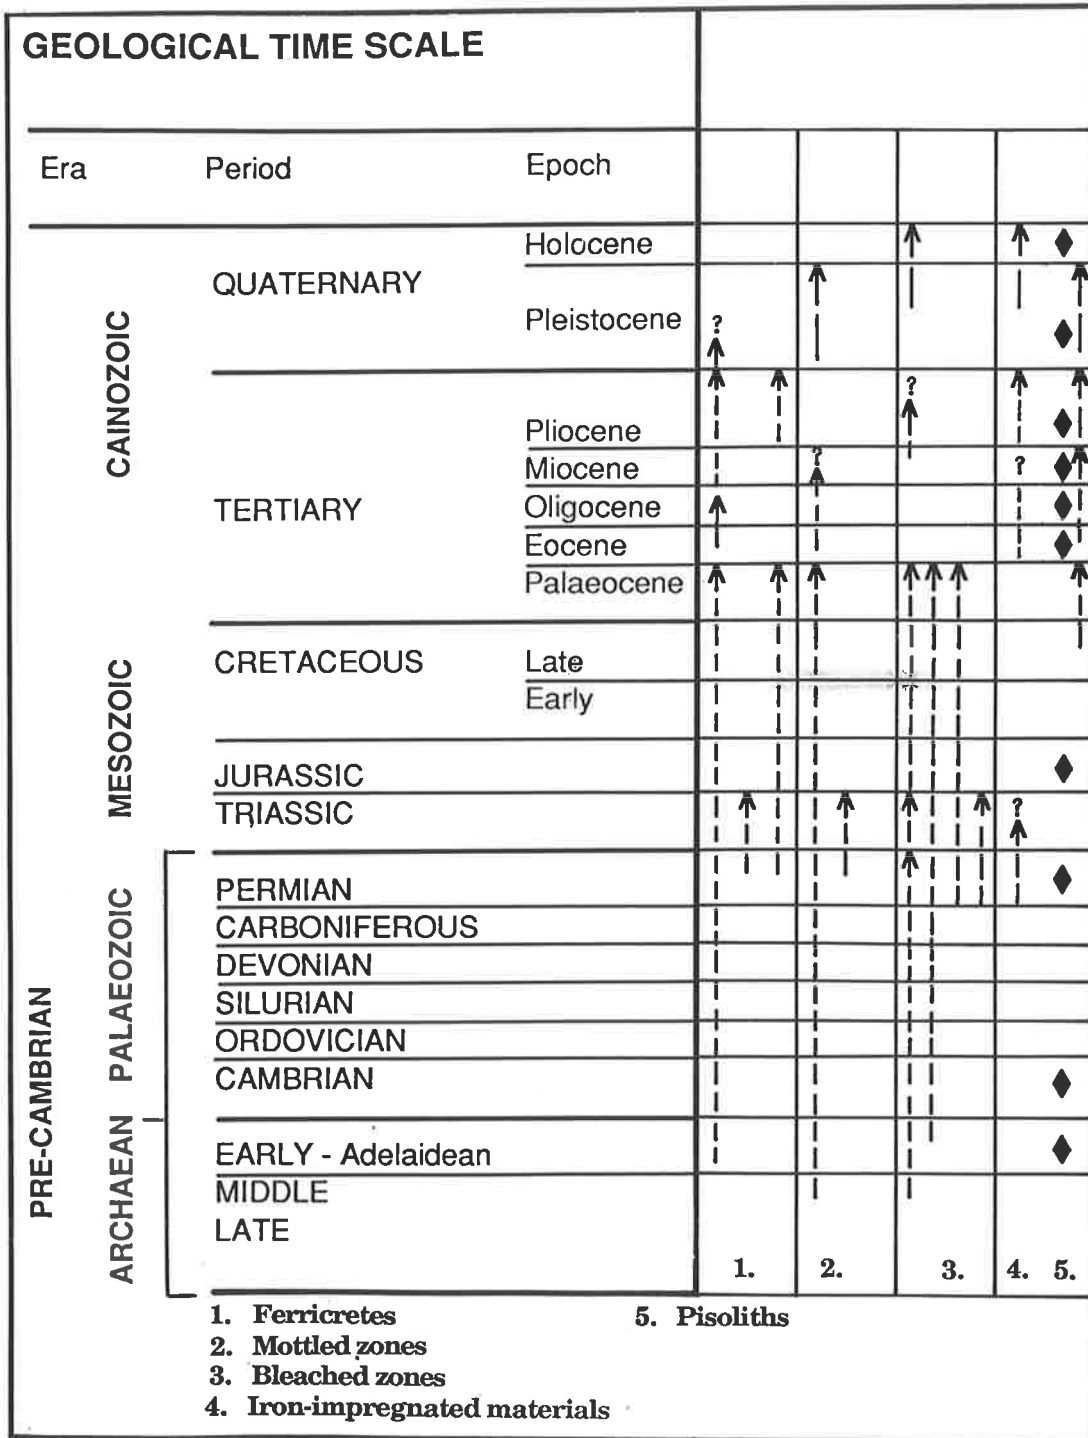 GEOLOGICAL TIME SCALE
Era Period Epoch
CAINOZOIC
QUATERNARY
Holocene
Pleistocene
?
TERTIARY
?
Pliocene
Miocene ? ?
Oligocene
Eocene
Palaeocene
MESOZOIC
CRETACEOUS Late
Early
JURASSIC
TRIASSIC ?
PRE-CAMBRIAN
PALAEOZOIC
PERMIAN
CARBONIFEROUS
DEVONIAN
SILURIAN
ORDOVICIAN
CAMBRIAN
ARCHAEAN
EARLY - Adelaidean
MIDDLE
LATE
1. 2. 3. 4. 5.
1. Ferricretes 5. Pisoliths
2. Mottled zones
3. Bleached zones
4. Iron-impregnated materials